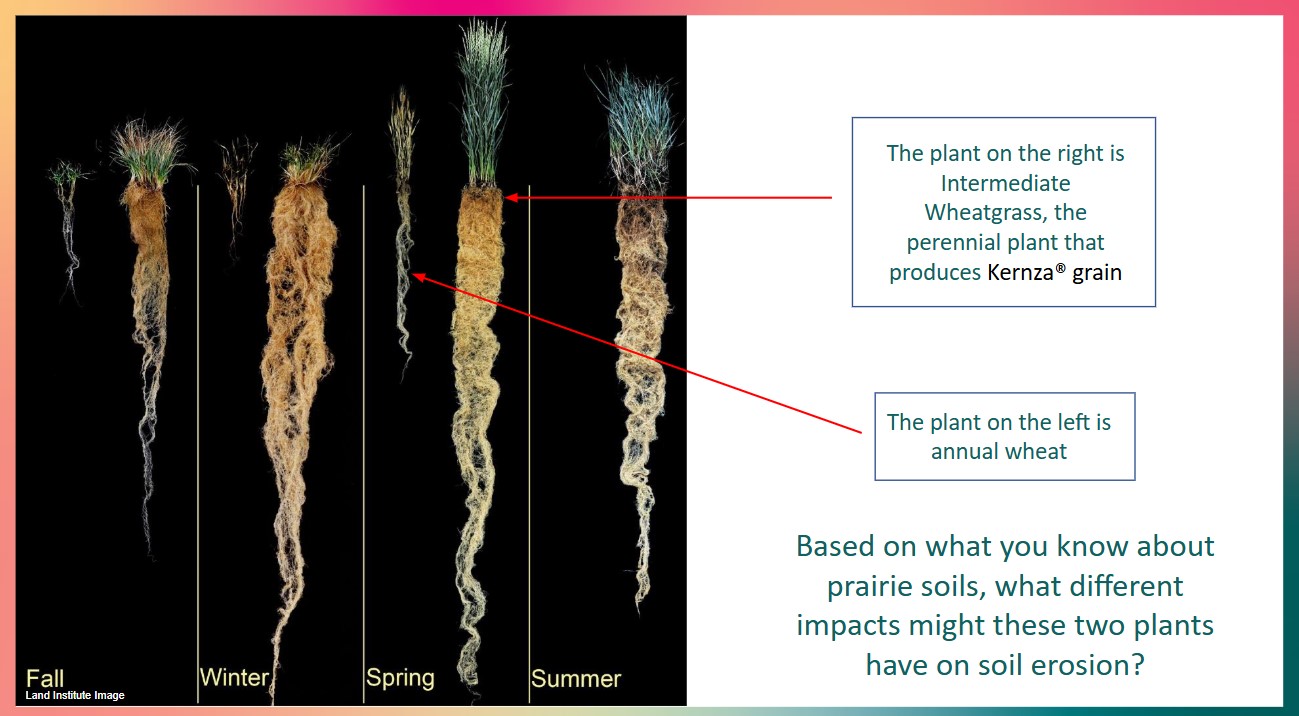 The plant on the right is
Intermediate
Wheatgrass, the
perennial plant that
produces Kernza® grain
The plant on the left is
annual wheat
Based on what you know about
prairie soils, what different
impacts might these two plants
have on soil erosion?
Fall
Winter
Spring
Summer
Land Institute Image